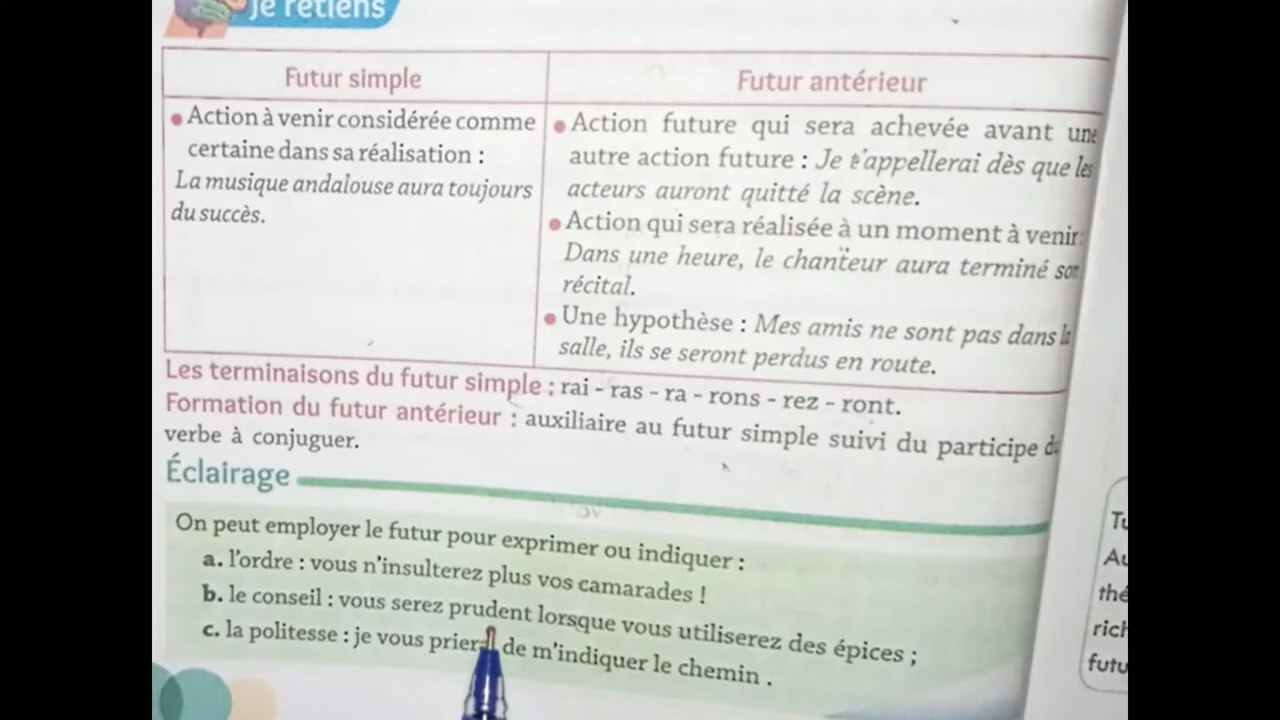 Je retiens
Futur simple
Futur antérieur
Action à venir considérée comme
certaine dans sa réalisation :
La musique andalouse aura toujours
du succès.
Action future qui sera achevée avant une
autre action future : Je t'appellerai dès que les
acteurs auront quitté la scène.
Action qui sera réalisée à un moment à venir:
Dans une heure, le chanteur aura terminé son
récital.
Une hypothèse : Mes amis ne sont pas dans la
salle, ils se seront perdus en route.
Les terminaisons du futur simple : rai - ras - ra - rons - rez - ront.
Formation du futur antérieur : auxiliaire au futur simple suivi du participe du
verbe à conjuguer.
Éclairage
On peut employer le futur pour exprimer ou indiquer :
a. l'ordre : vous n'insulterez plus vos camarades !
b. le conseil : vous serez prudent lorsque vous utiliserez des épices ;
c. la politesse : je vous prierai de m'indiquer le chemin .
Tu
Au
thé
rich
futu